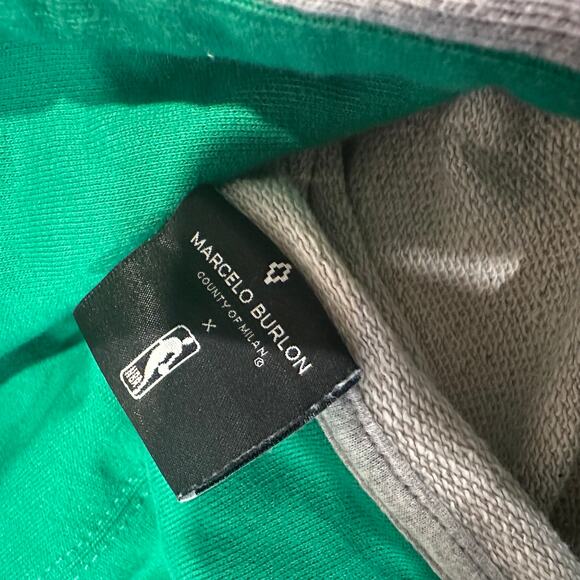 MARCELO BURLON
COUNTY OF MILAN ©
X
NBA